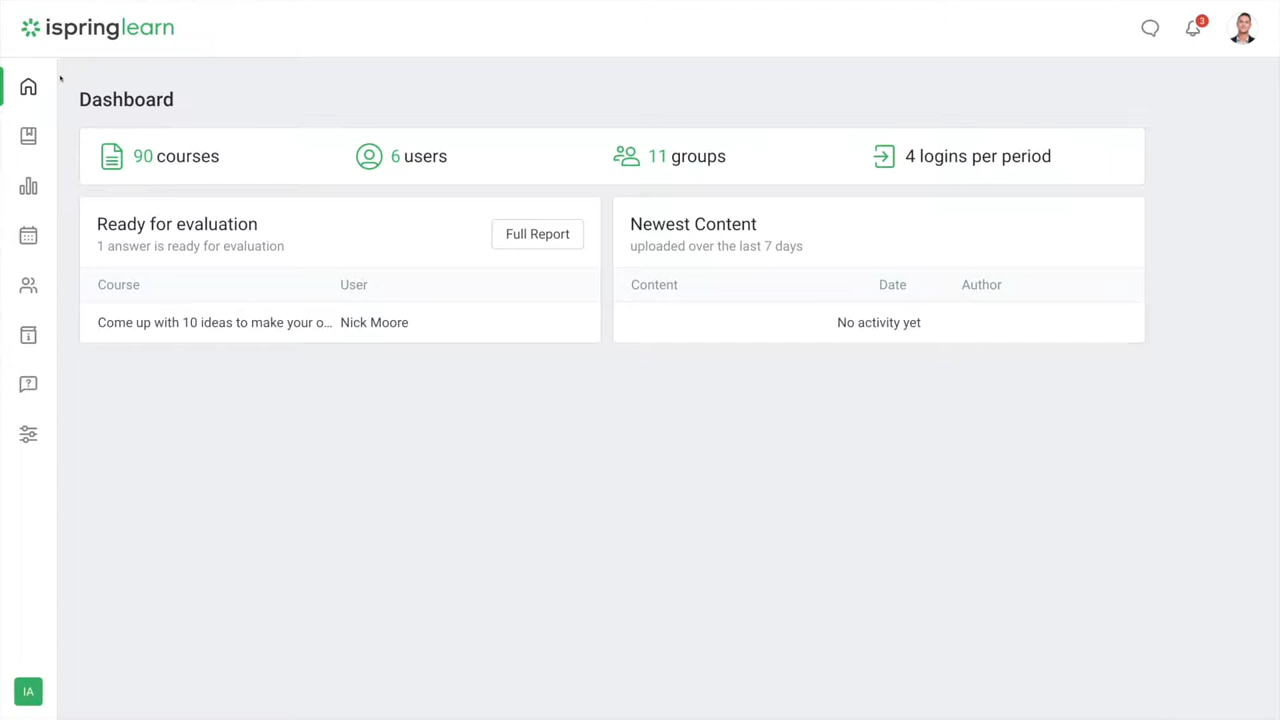 ispringlearn
3
Dashboard
90 courses
6 users
11 groups
4 logins per period
Ready for evaluation
1 answer is ready for evaluation
Full Report
Course User
Come up with 10 ideas to make your o... Nick Moore
Newest Content
uploaded over the last 7 days
Content Date Author
No activity yet
IA